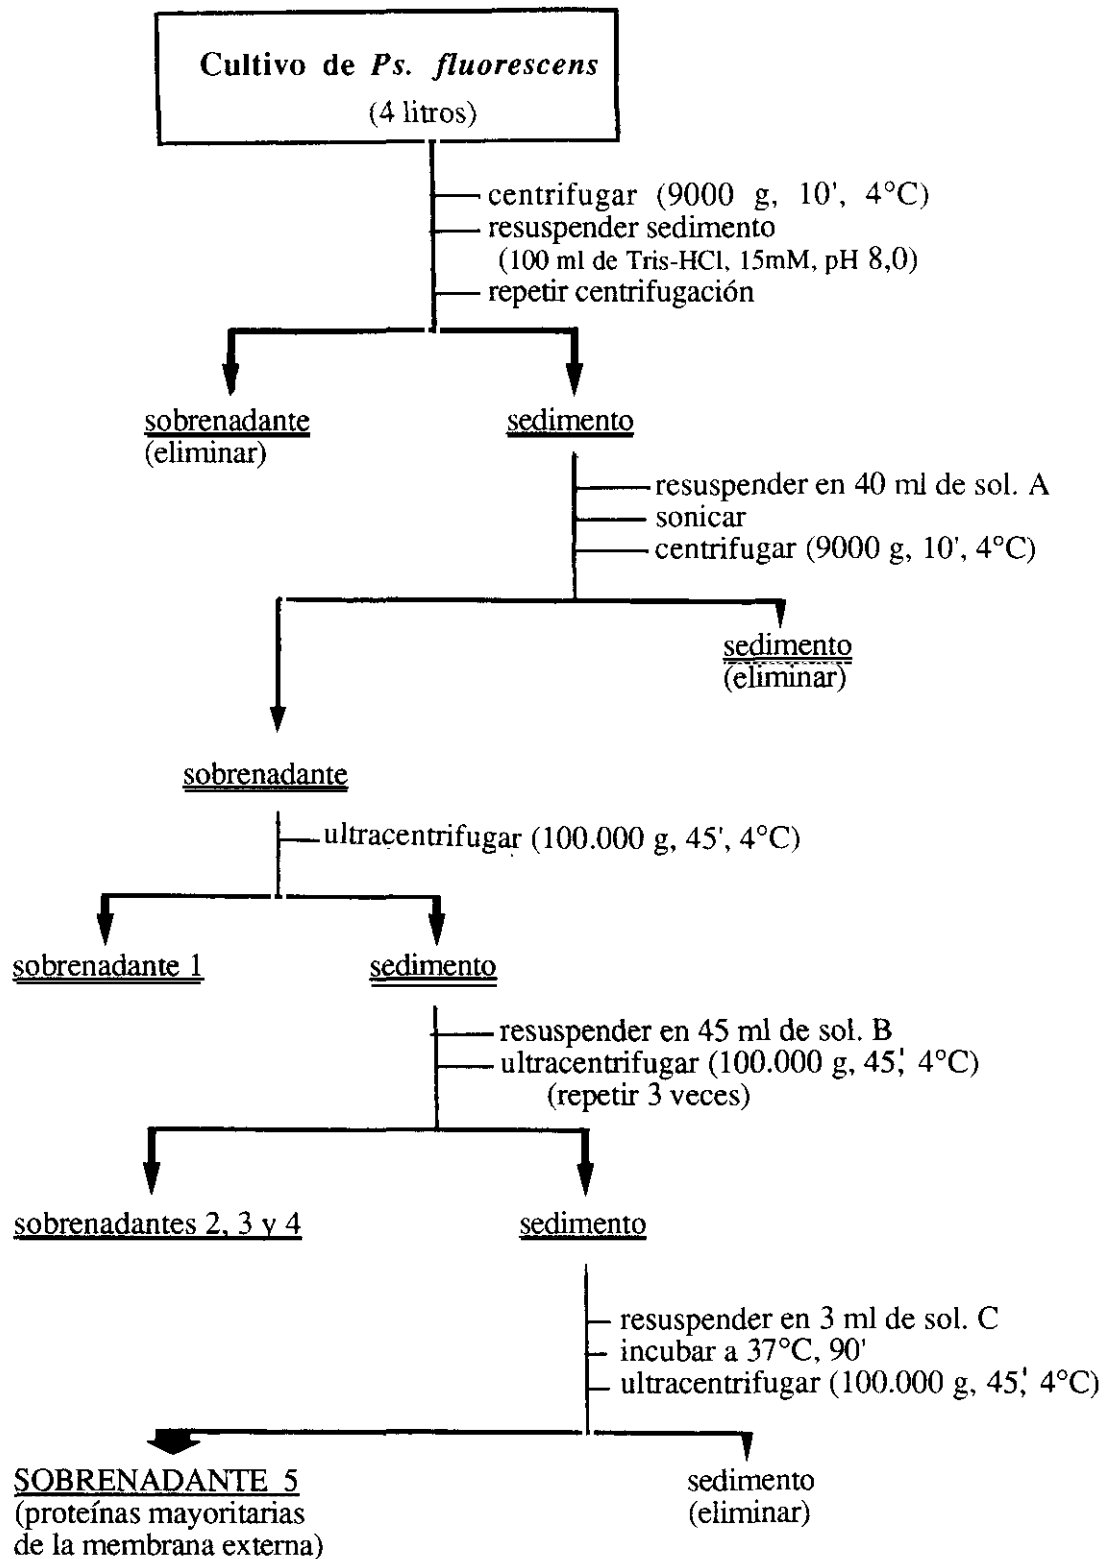 Cultivo de Ps. fluorescens
(4 litros)
centrifugar (9000 g, 10', 4°C)
resuspender sedimento
(100 ml de Tris-HCl, 15mM, pH 8,0)
repetir centrifugación
sobrenadante
(eliminar)
sedimento
resuspender en 40 ml de sol. A
sonicar
centrifugar (9000 g, 10', 4°C)
sedimento
(eliminar)
sobrenadante
ultracentrifugar (100.000 g, 45', 4°C)
sobrenadante 1
sedimento
resuspender en 45 ml de sol. B
ultracentrifugar (100.000 g, 45', 4°C)
(repetir 3 veces)
sobrenadantes 2, 3 y 4
sedimento
resuspender en 3 ml de sol. C
incubar a 37°C, 90'
ultracentrifugar (100.000 g, 45', 4°C)
SOBRENADANTE 5
(proteínas mayoritarias
de la membrana externa)
sedimento
(eliminar)